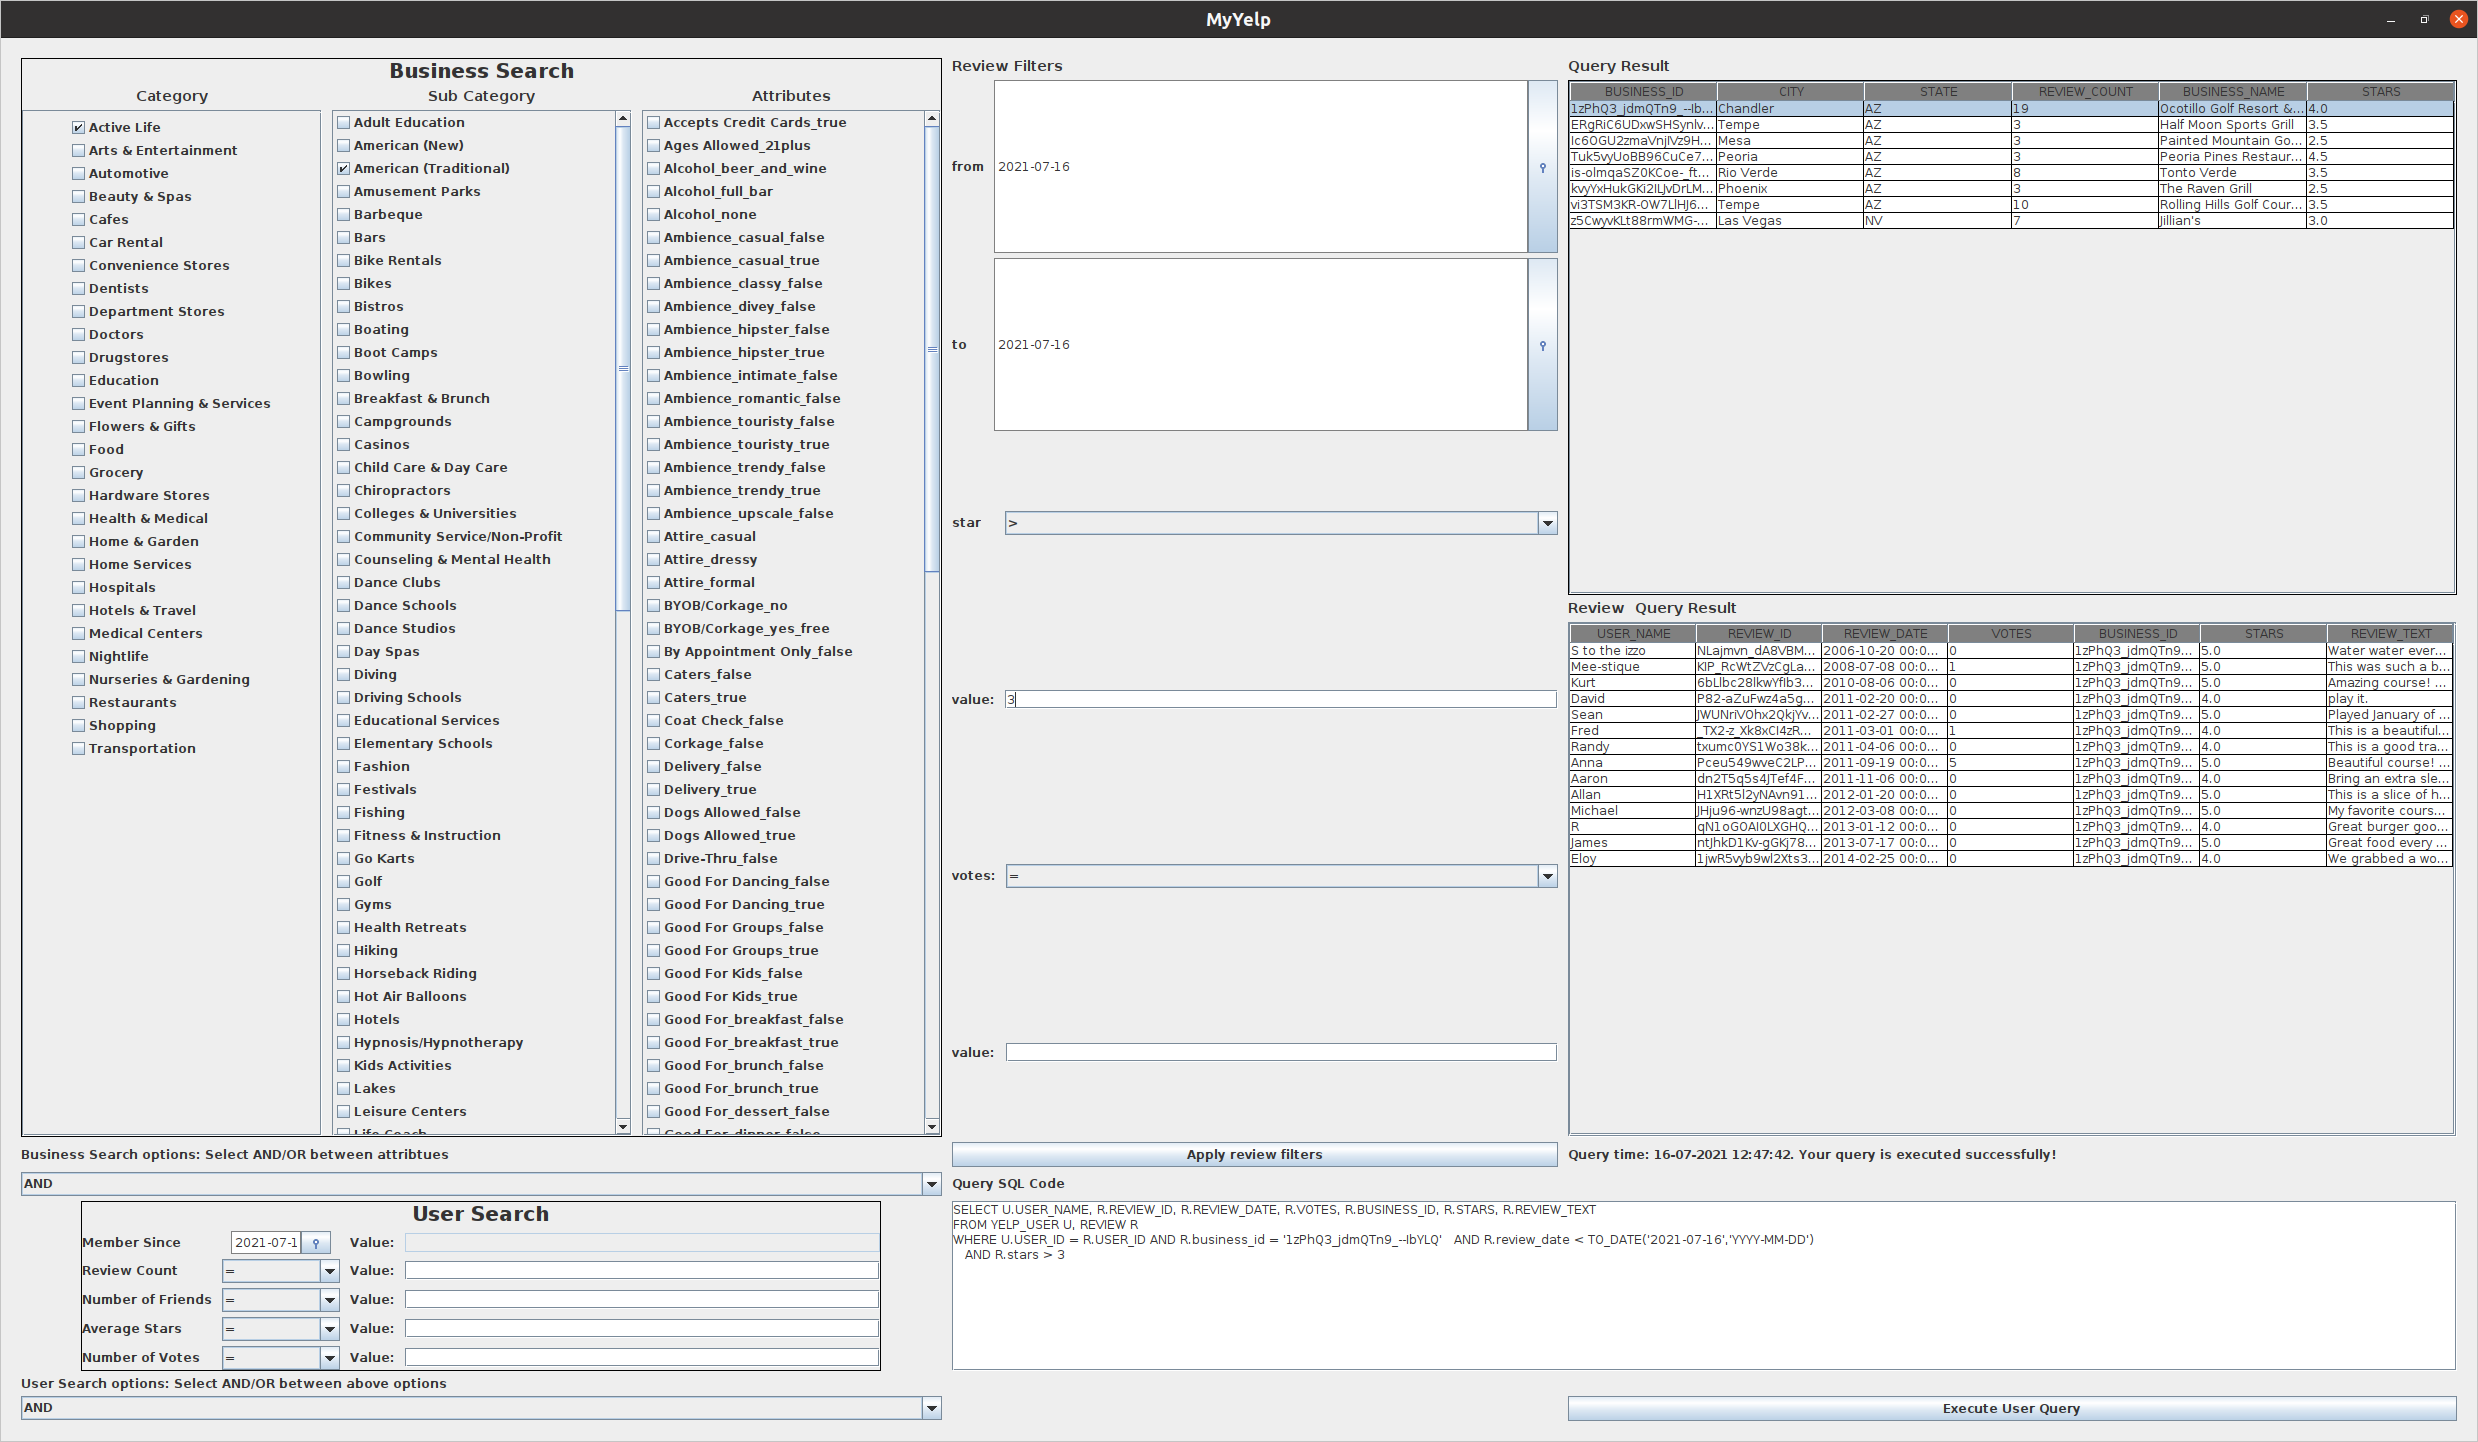 MyYelp
Business Search
Category
Active Life
Arts & Entertainment
Automotive
Beauty & Spas
Cafes
Car Rental
Convenience Stores
Dentists
Department Stores
Doctors
Drugstores
Education
Event Planning & Services
Flowers & Gifts
Food
Grocery
Hardware Stores
Health & Medical
Home & Garden
Home Services
Hospitals
Hotels & Travel
Medical Centers
Nightlife
Nurseries & Gardening
Restaurants
Shopping
Transportation
Sub Category
Adult Education
American (New)
American (Traditional)
Amusement Parks
Barbeque
Bars
Bike Rentals
Bikes
Bistros
Boating
Boot Camps
Bowling
Breakfast & Brunch
Campgrounds
Casinos
Child Care & Day Care
Chiropractors
Colleges & Universities
Community Service/Non-Profit
Counseling & Mental Health
Dance Clubs
Dance Schools
Dance Studios
Day Spas
Diving
Driving Schools
Educational Services
Elementary Schools
Fashion
Festivals
Fishing
Fitness & Instruction
Go Karts
Golf
Gyms
Health Retreats
Hiking
Horseback Riding
Hot Air Balloons
Hotels
Hypnosis/Hypnotherapy
Kids Activities
Lakes
Leisure Centers
Attributes
Accepts Credit Cards_true
Ages Allowed_21plus
Alcohol_beer_and_wine
Alcohol_full_bar
Alcohol_none
Ambience_casual_false
Ambience_casual_true
Ambience_classy_false
Ambience_divey_false
Ambience_hipster_false
Ambience_hipster_true
Ambience_intimate_false
Ambience_romantic_false
Ambience_touristy_false
Ambience_touristy_true
Ambience_trendy_false
Ambience_trendy_true
Ambience_upscale_false
Attire_casual
Attire_dressy
Attire_formal
BYOB/Corkage_no
BYOB/Corkage_yes_free
By Appointment Only_false
Caters_false
Caters_true
Coat Check_false
Corkage_false
Delivery_false
Delivery_true
Dogs Allowed_false
Dogs Allowed_true
Drive-Thru_false
Good For Dancing_false
Good For Dancing_true
Good For Groups_false
Good For Groups_true
Good For Kids_false
Good For Kids_true
Good For_breakfast_false
Good For_breakfast_true
Good For_brunch_false
Good For_brunch_true
Good For_dessert_false
Business Search options: Select AND/OR between attribtues
AND
User Search
Member Since 2021-07-1 Value:
Review Count = Value:
Number of Friends = Value:
Average Stars = Value:
Number of Votes = Value:
User Search options: Select AND/OR between above options
AND
Review Filters
from 2021-07-16
to 2021-07-16
star >
value: 3
votes: =
value:
Apply review filters
Query Result
BUSINESS_ID CITY STATE REVIEW_COUNT BUSINESS_NAME STARS
1zPhQ3_jdmQTn9_--lb... Chandler AZ 19 Ocotillo Golf Resort &... 4.0
ERgRiC6UDxwSHSynlv... Tempe AZ 3 Half Moon Sports Grill 3.5
Ic6OGU2zmaVnjIVz9H... Mesa AZ 3 Painted Mountain Go... 2.5
Tuk5vyUoBB96CuCe7... Peoria AZ 3 Peoria Pines Restaur... 4.5
is-olmqaSZ0KCoe-_ft... Rio Verde AZ 8 Tonto Verde 3.5
kvyYxHukGKi2ILJvDrLM... Phoenix AZ 3 The Raven Grill 2.5
vi3TSM3KR-OW7LlHJ6... Tempe AZ 10 Rolling Hills Golf Cour... 3.5
z5CwyvKLt88rmWMG-... Las Vegas NV 7 Jillian's 3.0
Review Query Result
USER_NAME REVIEW_ID REVIEW_DATE VOTES BUSINESS_ID STARS REVIEW_TEXT
S to the izzo NLajmvn_dA8VBM... 2006-10-20 00:0... 0 1zPhQ3_jdmQTn9... 5.0 Water water ever...
Mee-stique KIP_RcWtZVzCgLa... 2008-07-08 00:0... 1 1zPhQ3_jdmQTn9... 5.0 This was such a b...
Kurt 6bLlbc28lkwYflb3... 2010-08-06 00:0... 0 1zPhQ3_jdmQTn9... 5.0 Amazing course! ...
David P82-aZuFwz4a5g... 2011-02-20 00:0... 0 1zPhQ3_jdmQTn9... 4.0 play it.
Sean JWUNriVOhx2QkjYv... 2011-02-27 00:0... 0 1zPhQ3_jdmQTn9... 5.0 Played January of ...
Fred _TX2-z_Xk8xCI4zR... 2011-03-01 00:0... 1 1zPhQ3_jdmQTn9... 4.0 This is a beautiful...
Randy txumc0YS1Wo38k... 2011-04-06 00:0... 0 1zPhQ3_jdmQTn9... 4.0 This is a good tra...
Anna Pceu549wveC2LP... 2011-09-19 00:0... 5 1zPhQ3_jdmQTn9... 5.0 Beautiful course! ...
Aaron dn2T5q5s4JTef4F... 2011-11-06 00:0... 0 1zPhQ3_jdmQTn9... 4.0 Bring an extra sle...
Allan H1XRt5l2yNAvn91... 2012-01-20 00:0... 0 1zPhQ3_jdmQTn9... 5.0 This is a slice of h...
Michael JHju96-wnzU98agt... 2012-03-08 00:0... 0 1zPhQ3_jdmQTn9... 5.0 My favorite cours...
R qN1oGOAI0LXGHQ... 2013-01-12 00:0... 0 1zPhQ3_jdmQTn9... 4.0 Great burger goo...
James ntJhkD1Kv-gGKj78... 2013-07-17 00:0... 0 1zPhQ3_jdmQTn9... 5.0 Great food every ...
Eloy 1jwR5vyb9wl2Xts3... 2014-02-25 00:0... 0 1zPhQ3_jdmQTn9... 4.0 We grabbed a wo...
Query time: 16-07-2021 12:47:42. Your query is executed successfully!
Query SQL Code
SELECT U.USER_NAME, R.REVIEW_ID, R.REVIEW_DATE, R.VOTES, R.BUSINESS_ID, R.STARS, R.REVIEW_TEXT
FROM YELP_USER U, REVIEW R
WHERE U.USER_ID = R.USER_ID AND R.business_id = '1zPhQ3_jdmQTn9_--lbYLQ' AND R.review_date < TO_DATE('2021-07-16','YYYY-MM-DD')
AND R.stars > 3
Execute User Query